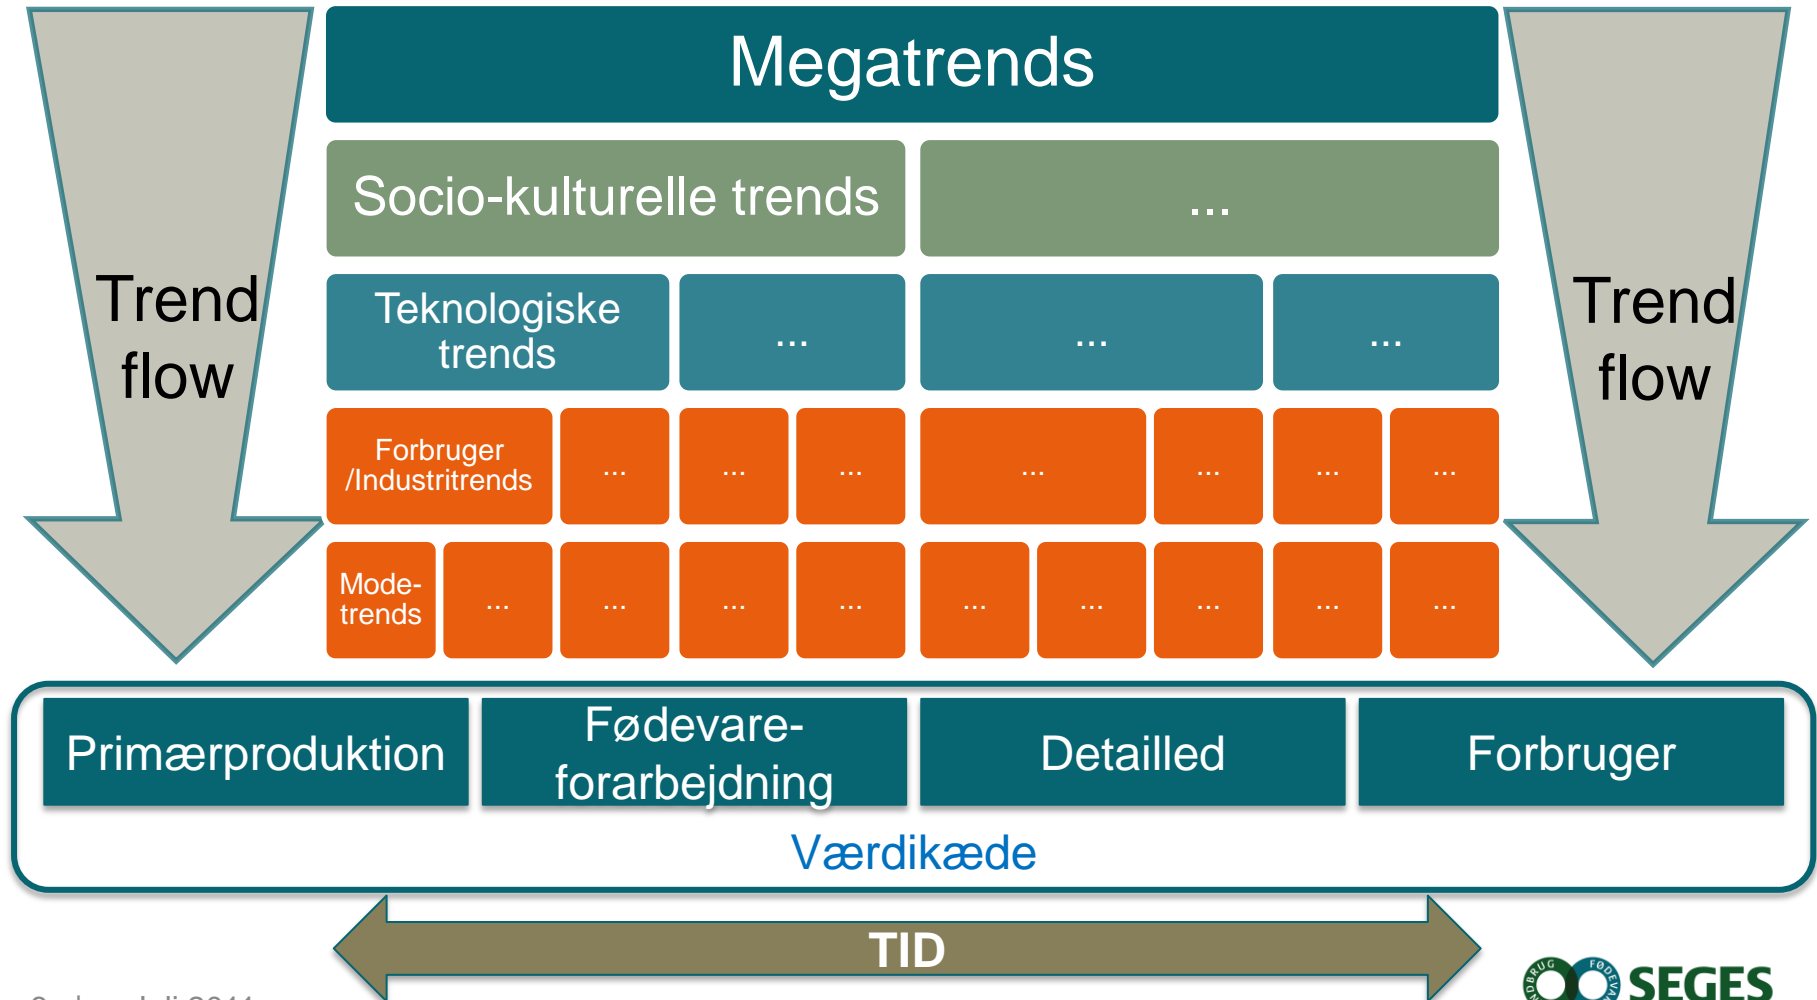 Megatrends
Socio-kulturelle trends
...
Trend
flow
Teknologiske
trends
...
...
...
Trend
flow
Forbruger
/Industritrends
...
...
...
...
...
...
...
Mode-
trends
...
...
...
...
...
...
...
...
...
Primærproduktion
Fødevare-
forarbejdning
Detailled
Forbruger
Værdikæde
TID
SEGES